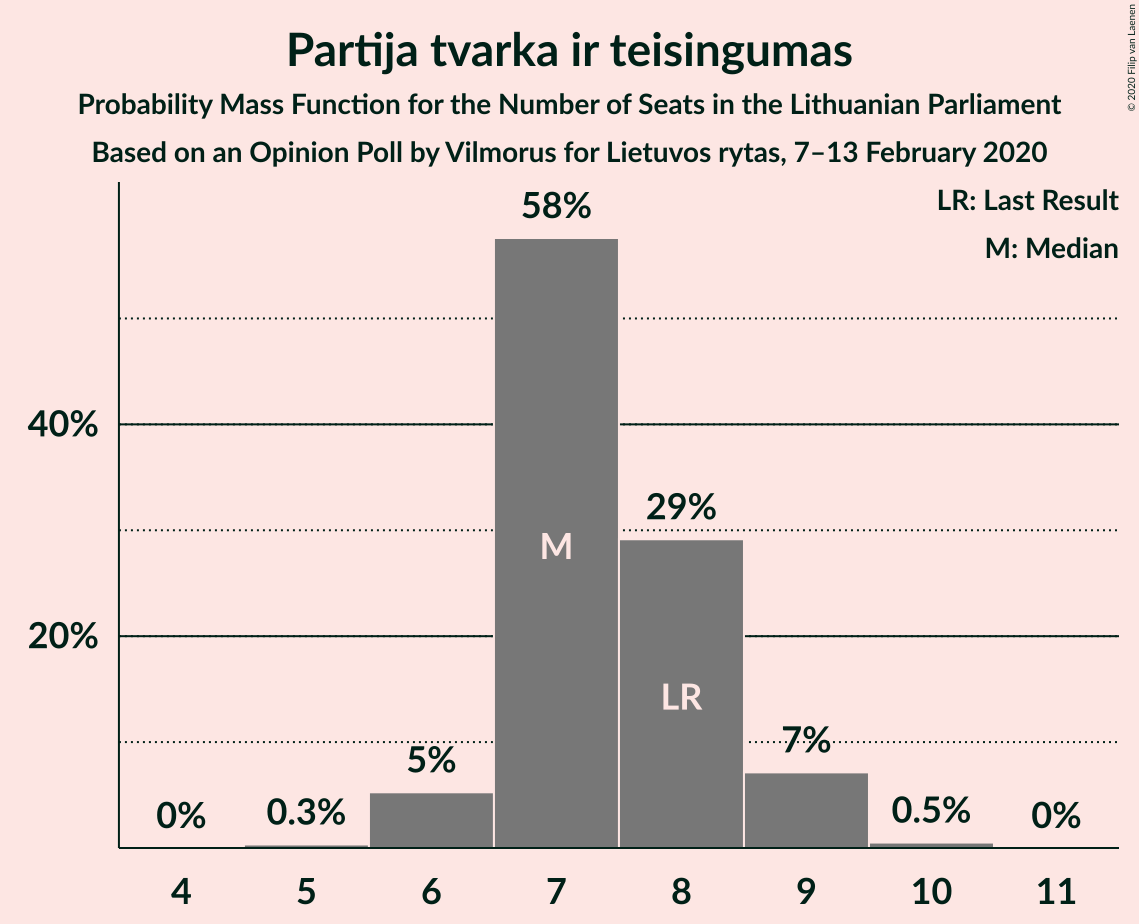 Partija tvarka ir teisingumas
Probability Mass Function for the Number of Seats in the Lithuanian Parliament
Based on an Opinion Poll by Vilmorus for Lietuvos rytas, 7–13 February 2020
© 2020 Filip van Laenen
LR: Last Result
M: Median
58%
40%
29%
M
20%
LR
7%
5%
0% 0.3% 0.5% 0%
4 5 6 7 8 9 10 11